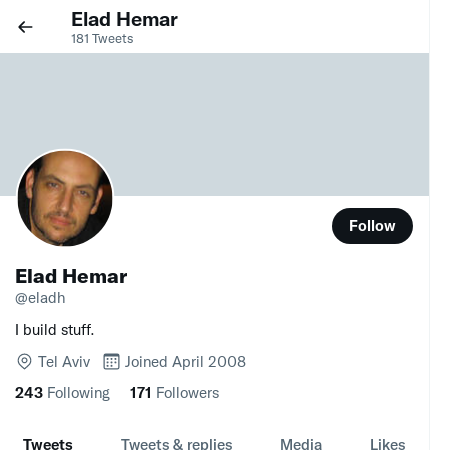 Elad Hemar
181 Tweets
Follow
Elad Hemar
@eladh
I build stuff.
Tel Aviv Joined April 2008
243 Following 171 Followers
Tweets Tweets & replies Media Likes